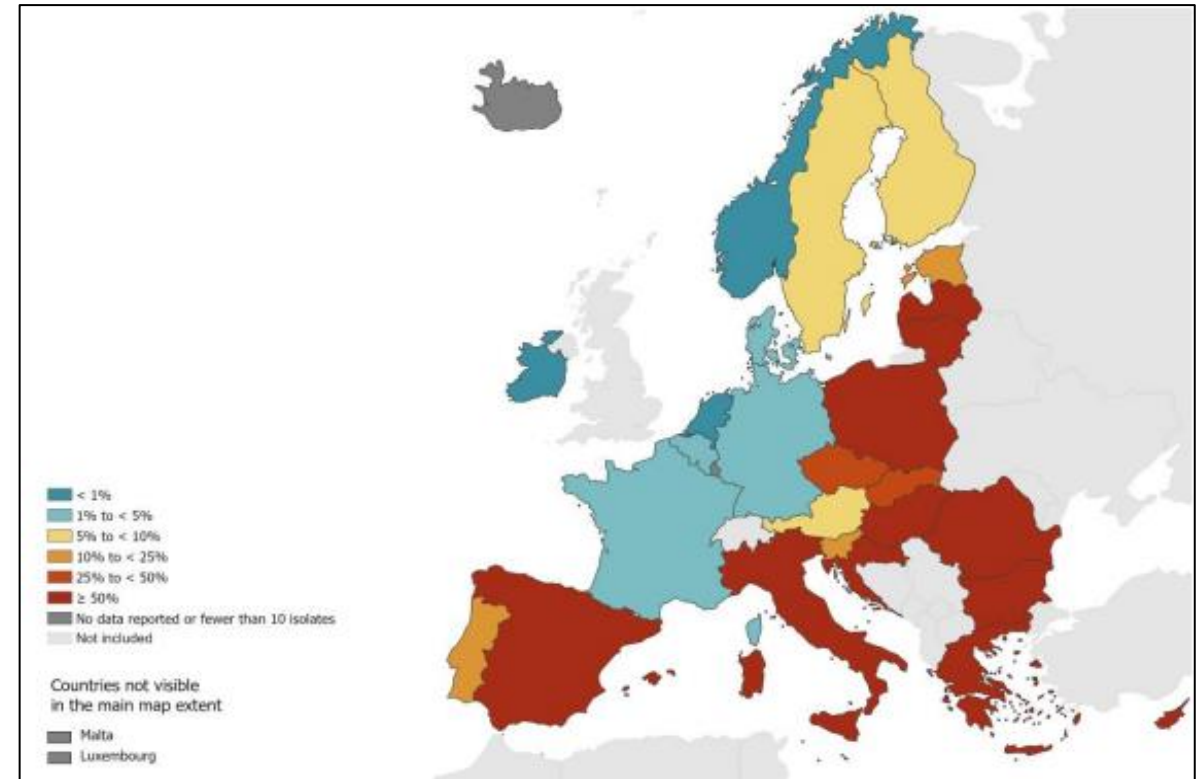 < 1%
1% to < 5%
5% to < 10%
10% to < 25%
25% to < 50%
≥ 50%
No data reported or fewer than 10 isolates
Not included
Countries not visible
in the main map extent
Malta
Luxembourg